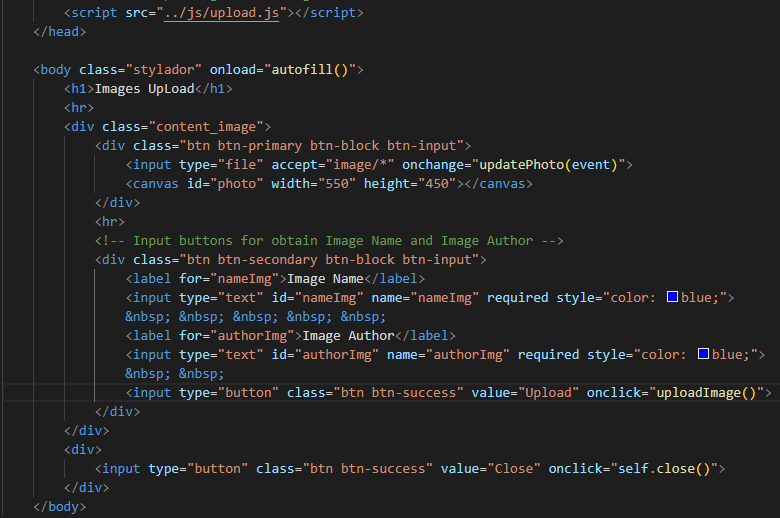 <script src="../js/upload.js"></script>
</head>
<body class="stylador" onload="autofill()">
<h1>Images UpLoad</h1>
<hr>
<div class="content_image">
<div class="btn btn-primary btn-block btn-input">
<input type="file" accept="image/*" onchange="updatePhoto(event)">
<canvas id="photo" width="550" height="450"></canvas>
</div>
<hr>
<!-- Input buttons for obtain Image Name and Image Author -->
<div class="btn btn-secondary btn-block btn-input">
<label for="nameImg">Image Name</label>
<input type="text" id="nameImg" name="nameImg" required style="color: blue;">
&nbsp; &nbsp; &nbsp; &nbsp; &nbsp;
<label for="authorImg">Image Author</label>
<input type="text" id="authorImg" name="authorImg" required style="color: blue;">
&nbsp; &nbsp;
<input type="button" class="btn btn-success" value="Upload" onclick="uploadImage()">
</div>
</div>
<div>
<input type="button" class="btn btn-success" value="Close" onclick="self.close()">
</div>
</body>